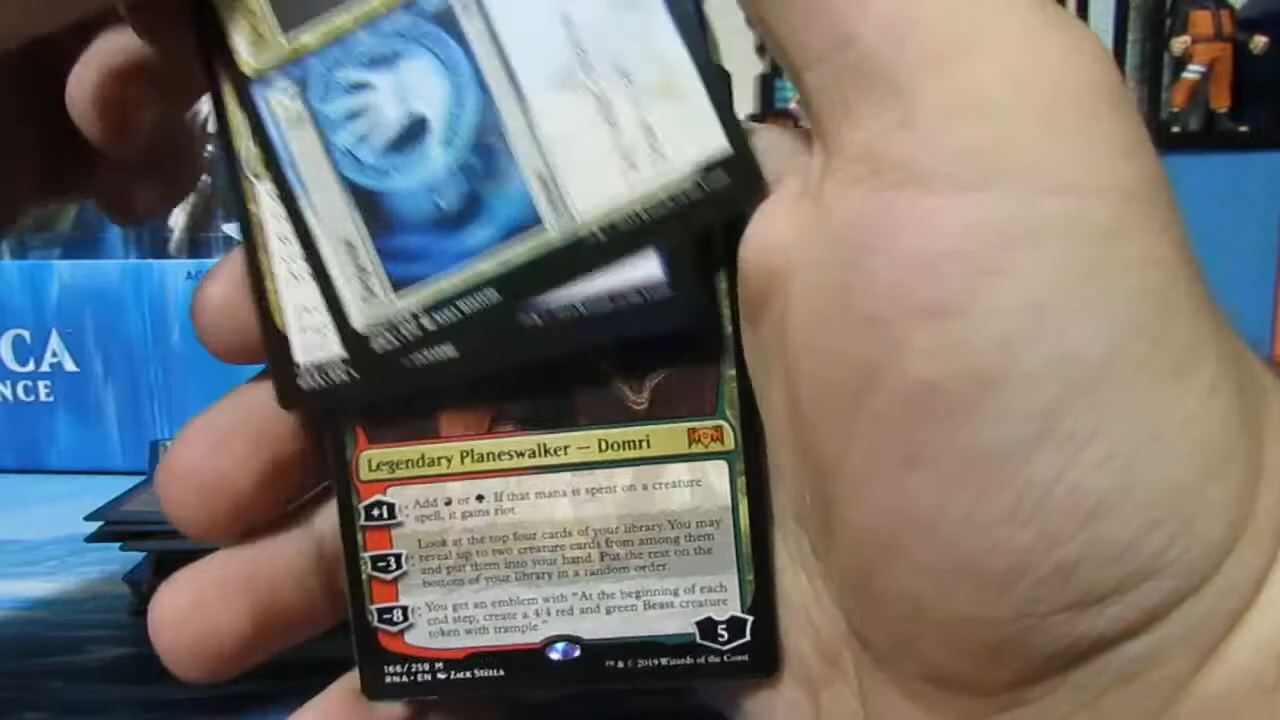 CA
NCE
Legendary Planeswalker — Domri
+1 : Add or . If that mana is spent on a creature
spell, it gains riot.
-3 : Look at the top four cards of your library. You may
reveal up to two creature cards from among them
and put them into your hand. Put the rest on the
bottom of your library in a random order.
-8 : You get an emblem with "At the beginning of each
end step, create a 4/4 red and green Beast creature
token with trample."
5
166/259 M
RNA • EN Zack Stella
™ & © 2019 Wizards of the Coast